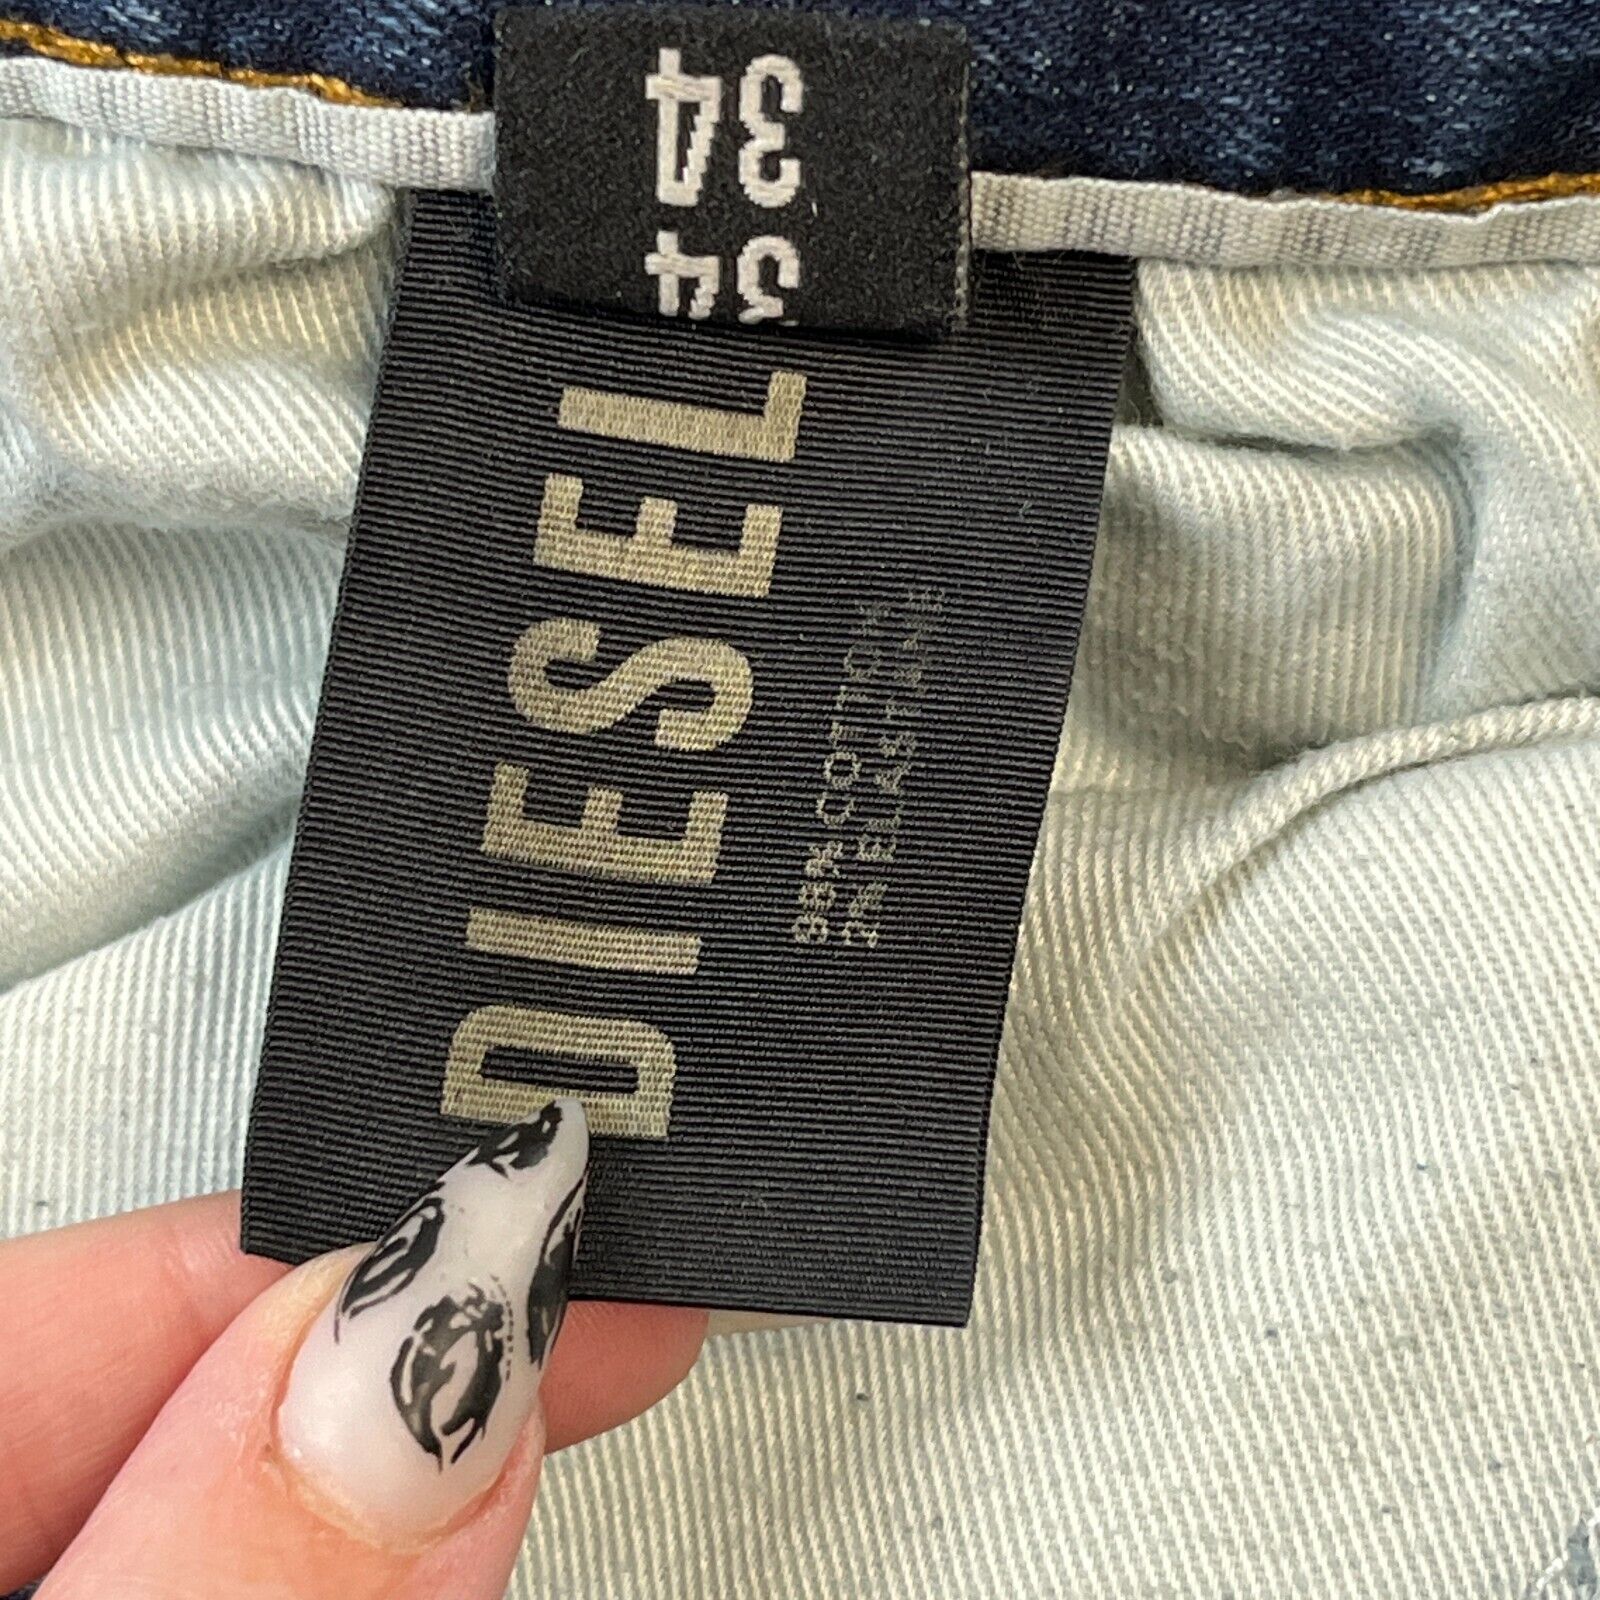 34
34
DIESEL
98% COTTON
2% ELASTANE